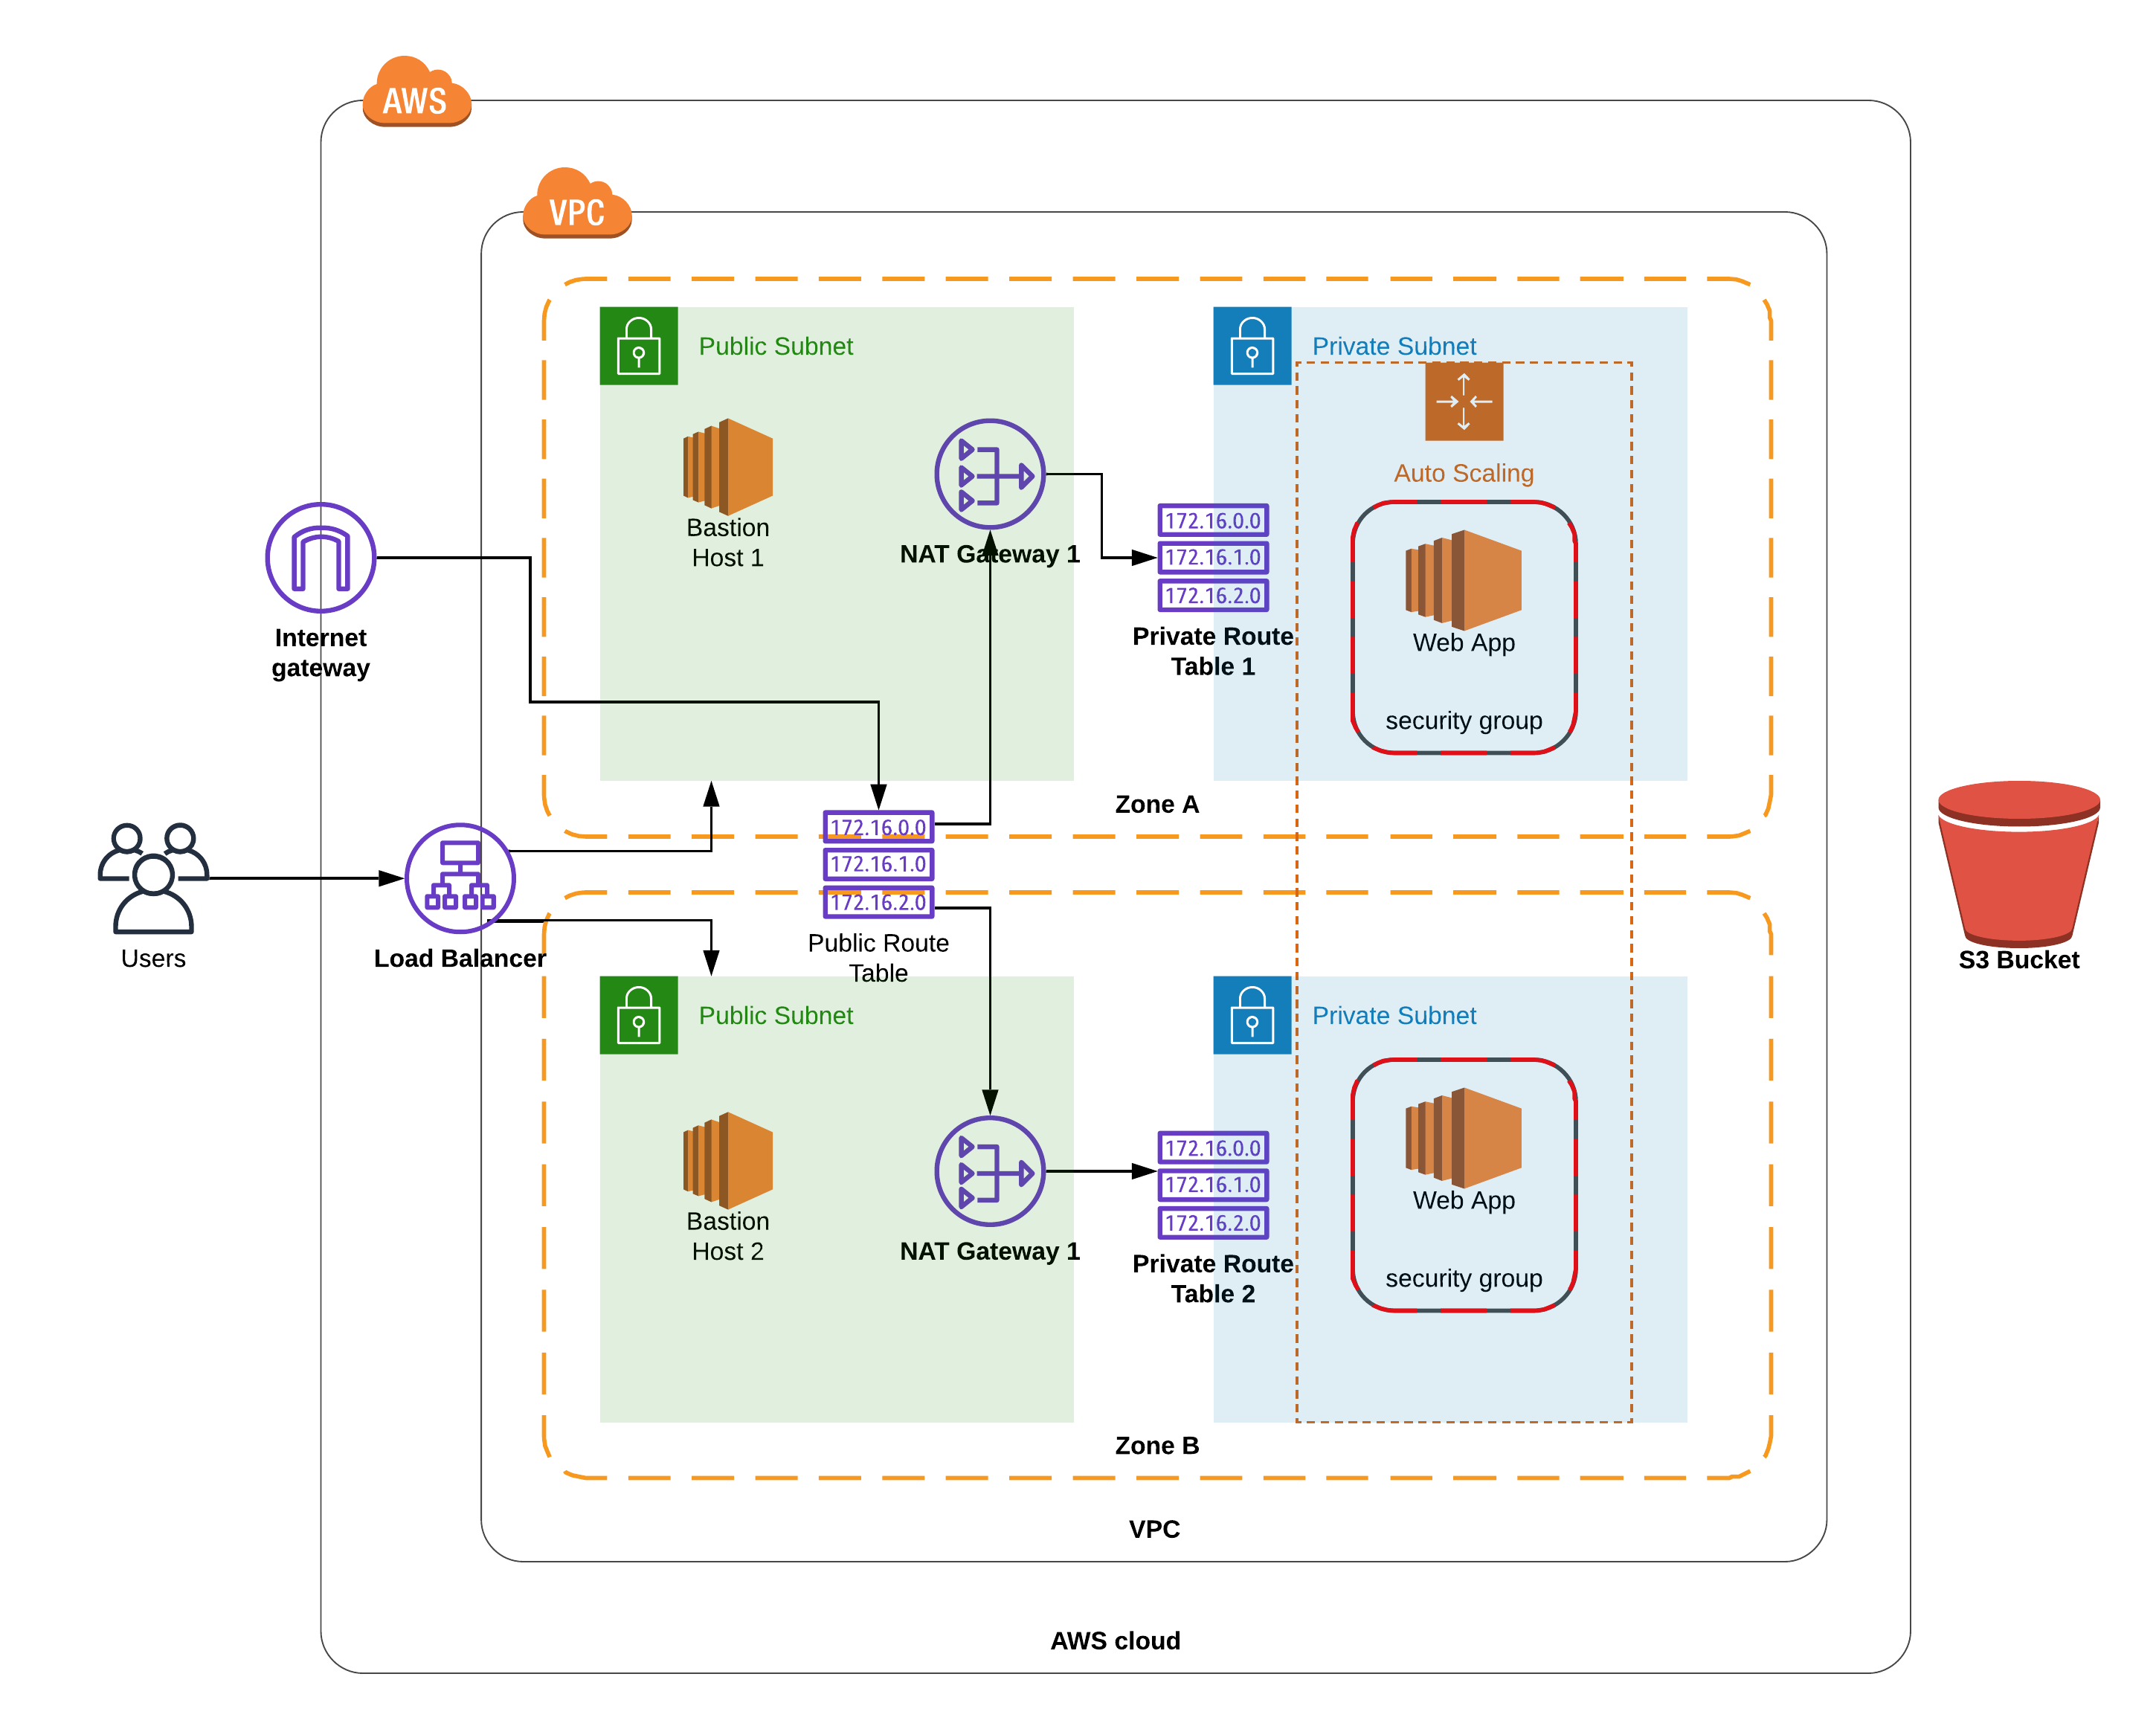 AWS
VPC
Public Subnet
Private Subnet
Auto Scaling
Bastion
Host 1
NAT Gateway 1
172.16.0.0
172.16.1.0
172.16.2.0
Private Route
Table 1
Web App
security group
Internet
gateway
Zone A
172.16.0.0
172.16.1.0
172.16.2.0
Public Route
Table
Users
Load Balancer
S3 Bucket
Public Subnet
Private Subnet
Bastion
Host 2
NAT Gateway 1
172.16.0.0
172.16.1.0
172.16.2.0
Private Route
Table 2
Web App
security group
Zone B
VPC
AWS cloud